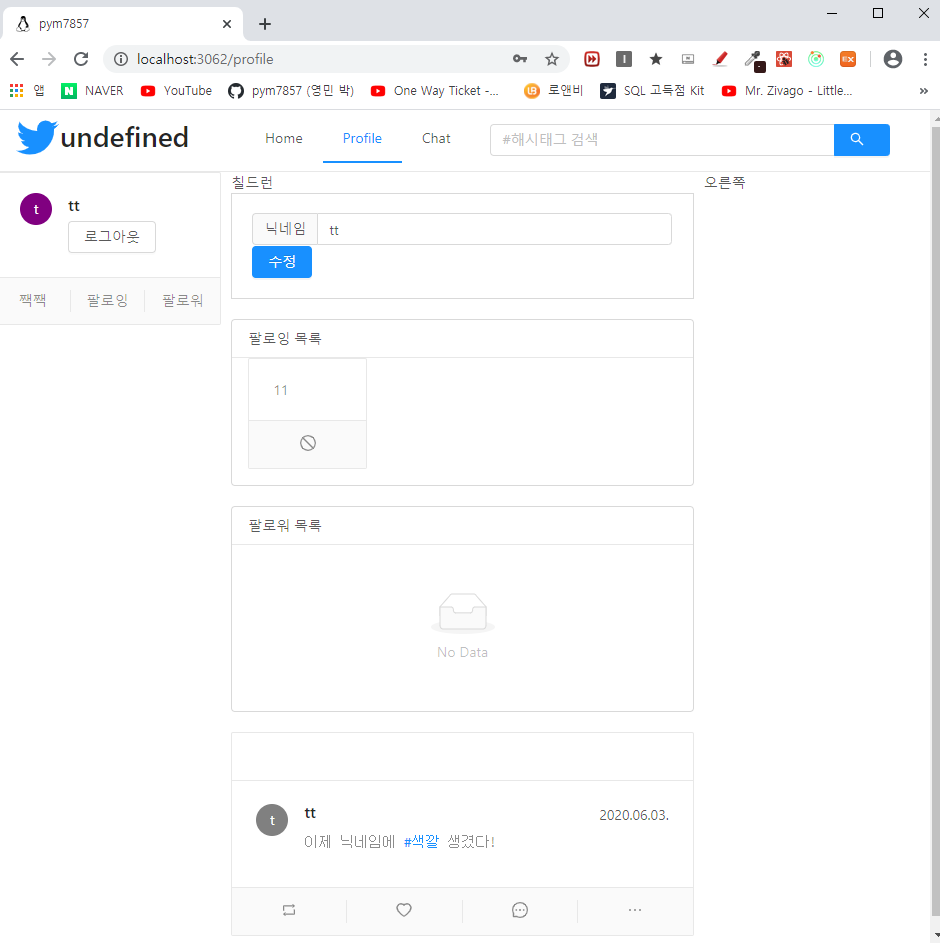 pym7857
localhost:3062/profile
앱 NAVER YouTube pym7857 (영민 박) One Way Ticket -... 로앤비 SQL 고득점 Kit Mr. Zivago - Little... »
undefined Home Profile Chat #해시태그 검색
t tt
로그아웃
짹짹 팔로잉 팔로워
칠드런
닉네임 tt
수정
팔로잉 목록
11
팔로워 목록
No Data
t tt 2020.06.03.
이제 닉네임에 #색깔 생겼다!
오른쪽